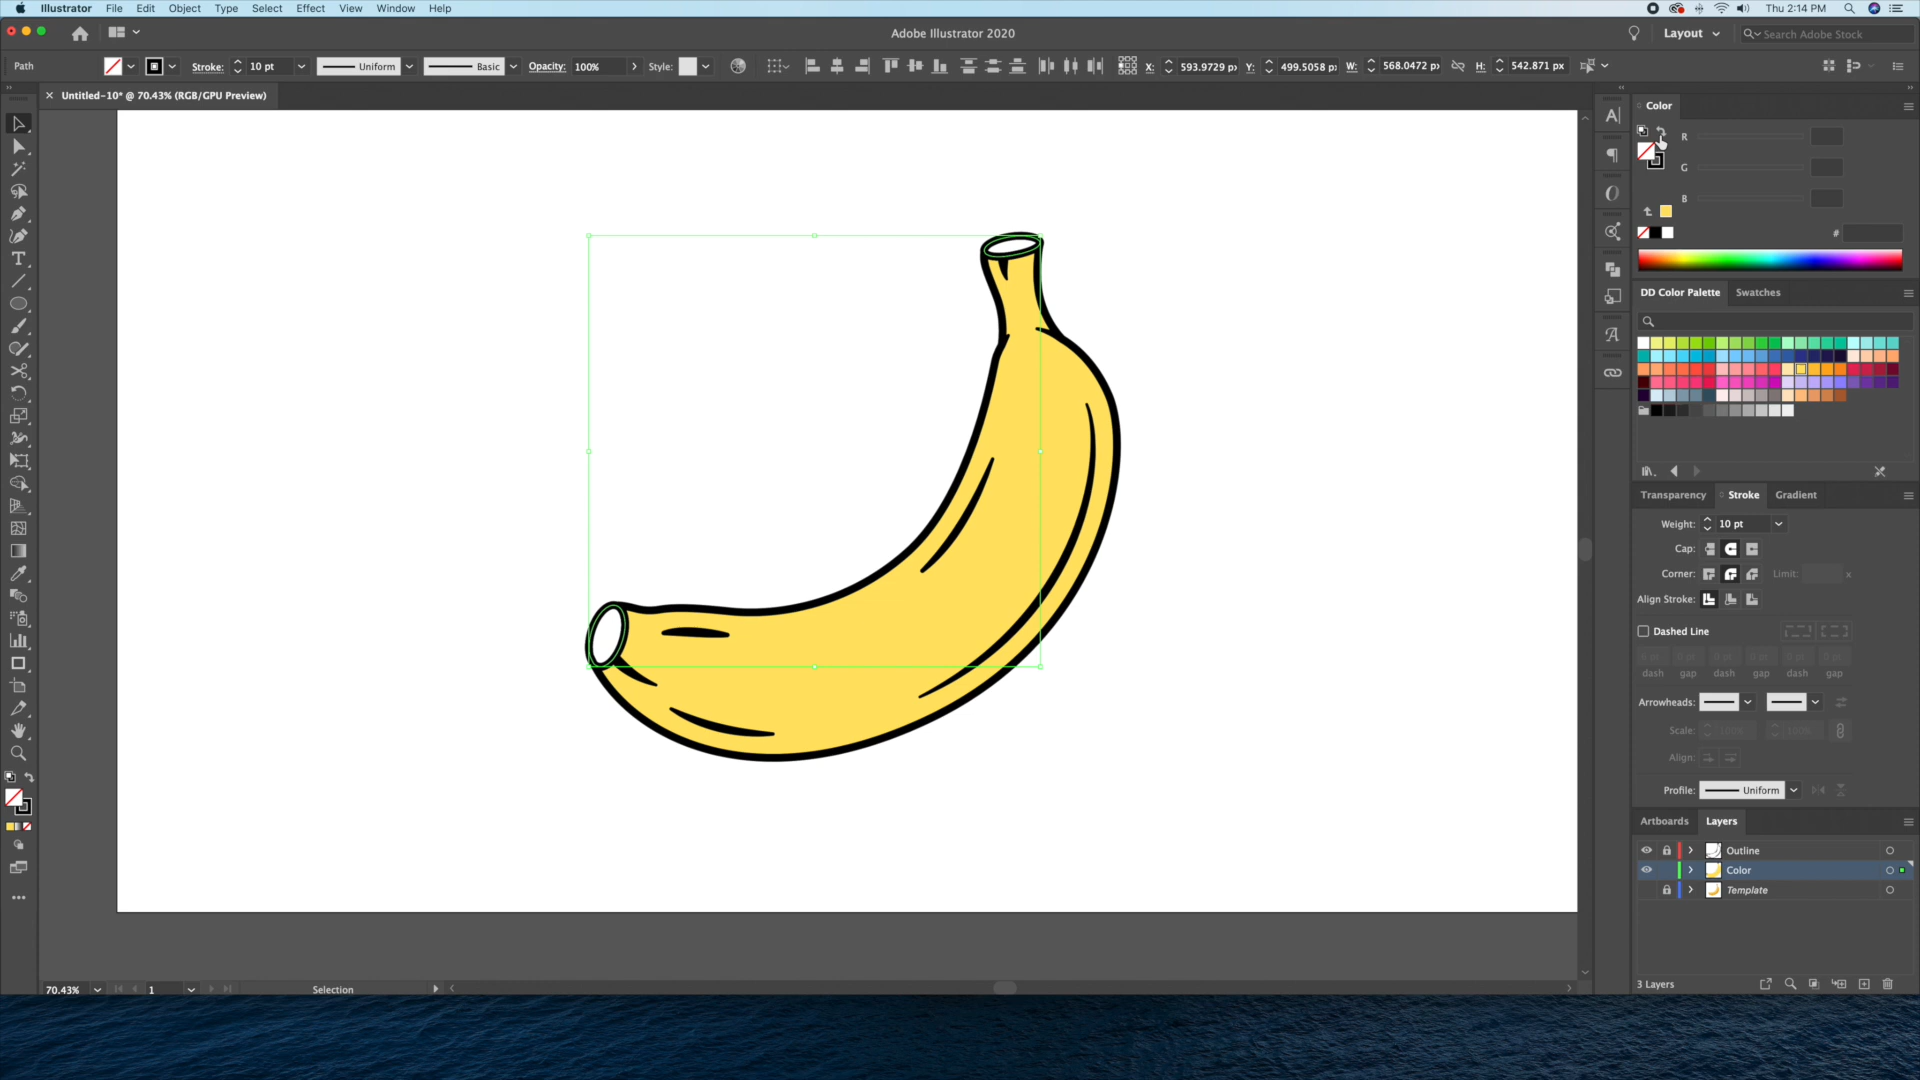 Illustrator File Edit Object Type Select Effect View Window Help Thu 2:14 PM
Adobe Illustrator 2020 Layout Search Adobe Stock
Path Stroke: 10 pt Uniform Basic Opacity: 100% Style: X: 593.9729 px Y: 499.5058 px W: 568.0472 px H: 542.871 px
Untitled-10* @ 70.43% (RGB/GPU Preview)
Color
R
G
B
#
DD Color Palette Swatches
Transparency Stroke Gradient
Weight: 10 pt
Cap:
Corner: Limit: x
Align Stroke:
Dashed Line
dash gap dash gap dash gap
Arrowheads:
Scale: 100% 100%
Align:
Profile: Uniform
Artboards Layers
Outline
Color
Template
70.43% 1 Selection
3 Layers